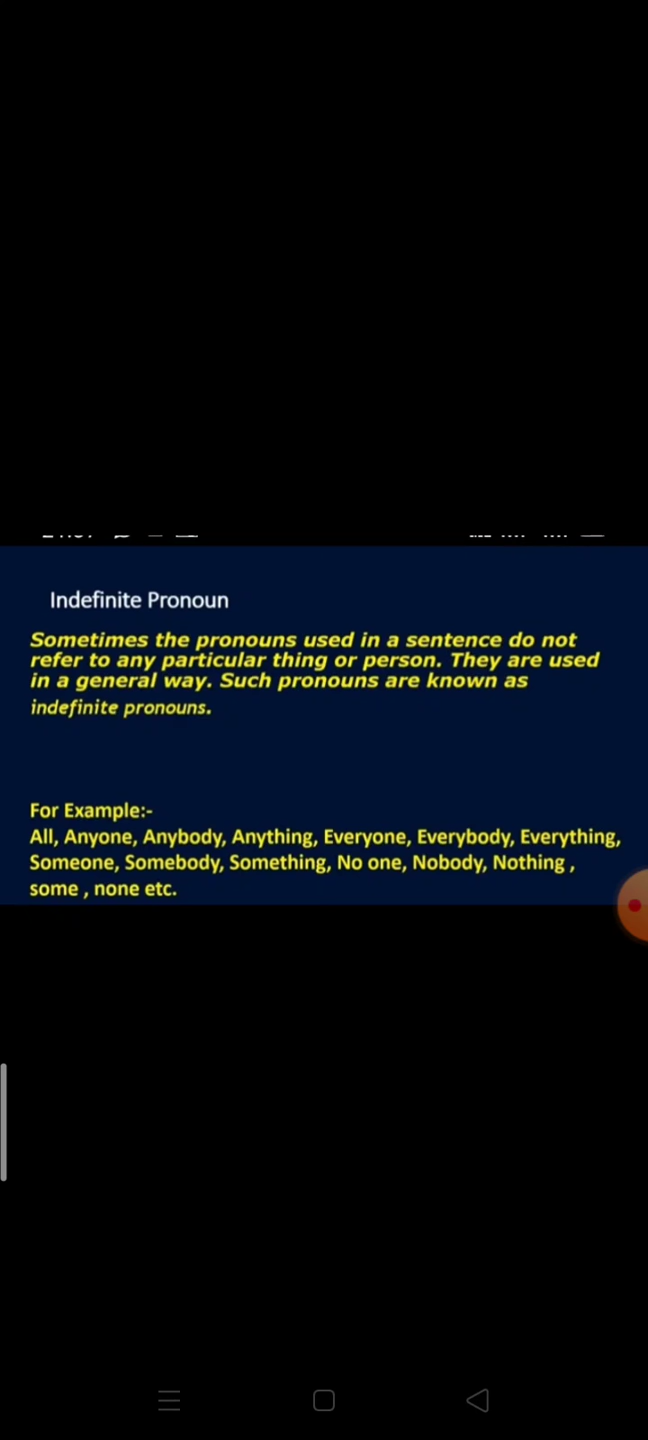 Indefinite Pronoun
Sometimes the pronouns used in a sentence do not
refer to any particular thing or person. They are used
in a general way. Such pronouns are known as
indefinite pronouns.
For Example:-
All, Anyone, Anybody, Anything, Everyone, Everybody, Everything,
Someone, Somebody, Something, No one, Nobody, Nothing ,
some , none etc.